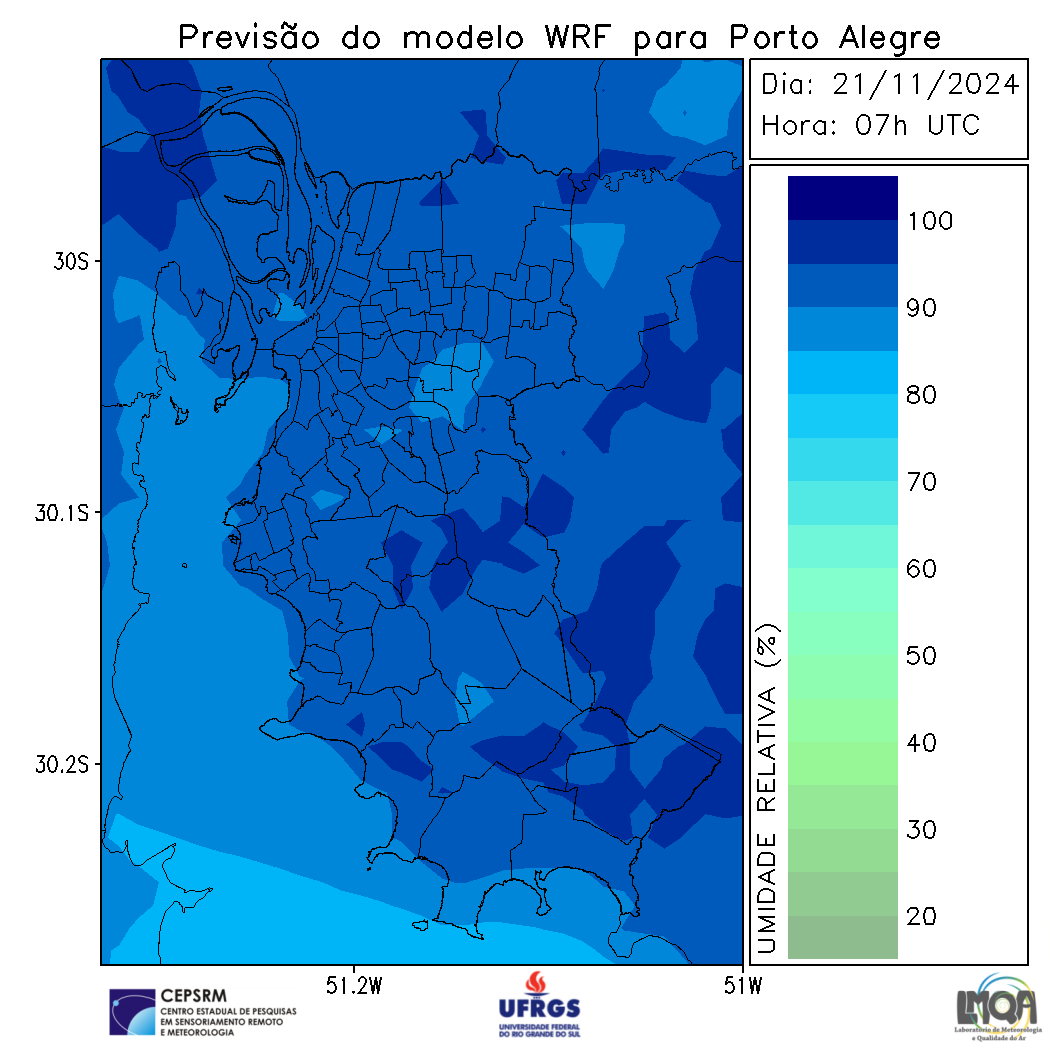 Previsão do modelo WRF para Porto Alegre
Dia: 21/11/2024
Hora: 07h UTC
30S
30.1S
30.2S
51.2W
51W
UMIDADE RELATIVA (%)
100
90
80
70
60
50
40
30
20
CEPSRM
CENTRO ESTADUAL DE PESQUISAS
EM SENSORIAMENTO REMOTO
E METEOROLOGIA
UFRGS
UNIVERSIDADE FEDERAL
DO RIO GRANDE DO SUL
LMQA
Laboratório de Meteorologia
e Qualidade do Ar